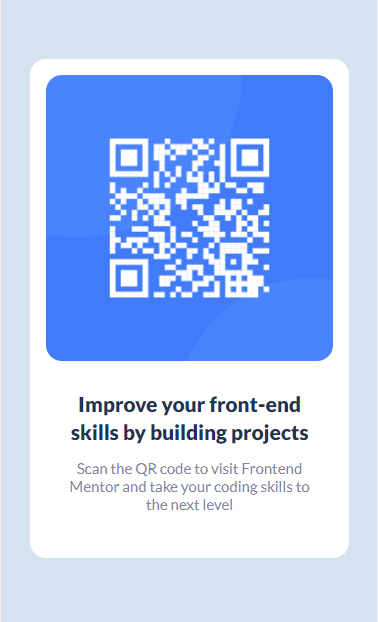 Improve your front-end
skills by building projects
Scan the QR code to visit Frontend
Mentor and take your coding skills to
the next level